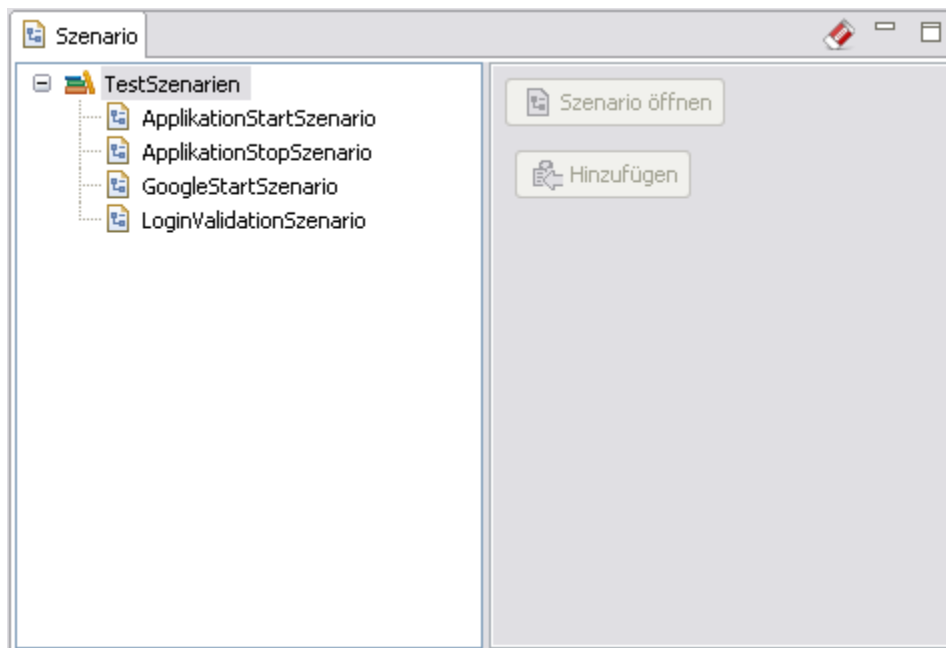 Szenario
TestSzenarien
ApplikationStartSzenario
ApplikationStopSzenario
GoogleStartSzenario
LoginValidationSzenario
Szenario öffnen
Hinzufügen